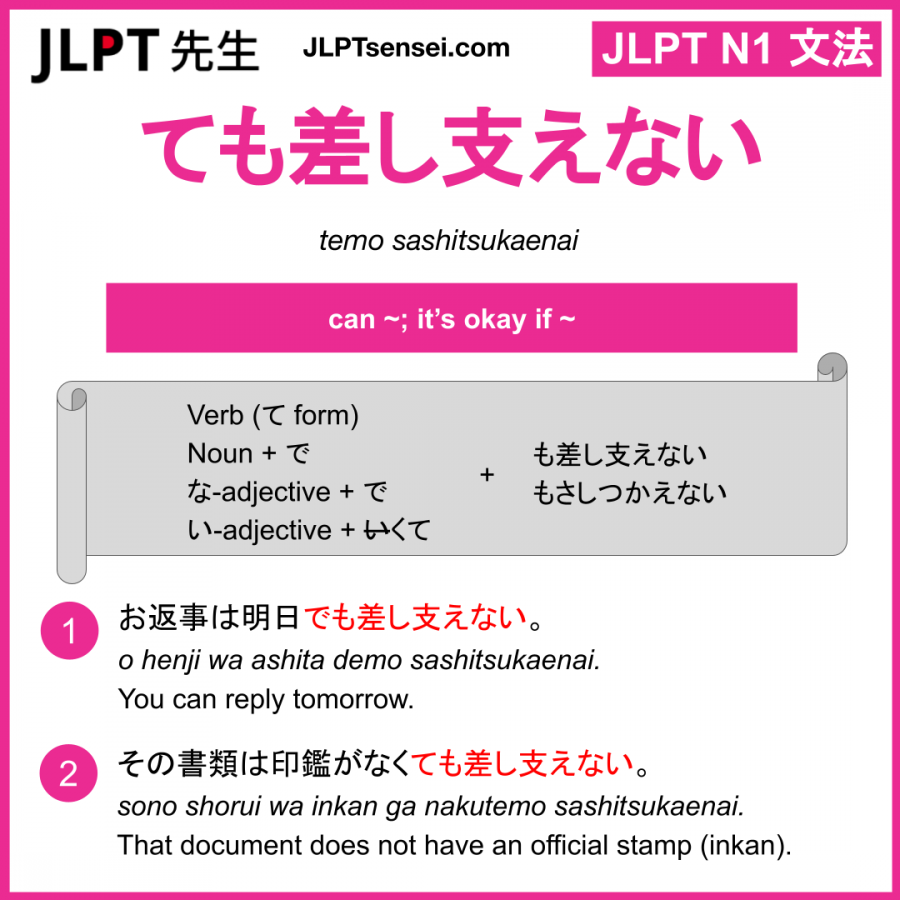 JLPT 先生
JLPTsensei.com
JLPT N1 文法
ても差し支えない
temo sashitsukaenai
can ~; it’s okay if ~
Verb (て form)
Noun + で
な-adjective + で
い-adjective + いくて
+
も差し支えない
もさしつかえない
1
お返事は明日でも差し支えない。
o henji wa ashita demo sashitsukaenai.
You can reply tomorrow.
2
その書類は印鑑がなくても差し支えない。
sono shorui wa inkan ga nakutemo sashitsukaenai.
That document does not have an official stamp (inkan).